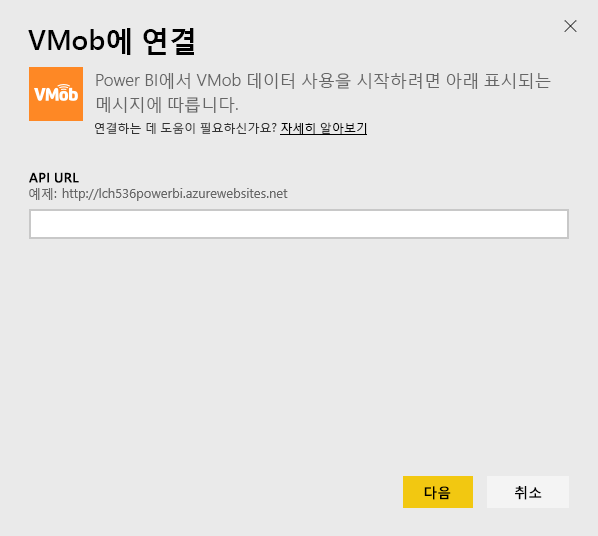 VMob에 연결
VMob
Power BI에서 VMob 데이터 사용을 시작하려면 아래 표시되는
메시지에 따릅니다.
연결하는 데 도움이 필요하신가요? 자세히 알아보기
API URL
예제: http://lch536powerbi.azurewebsites.net
다음
취소